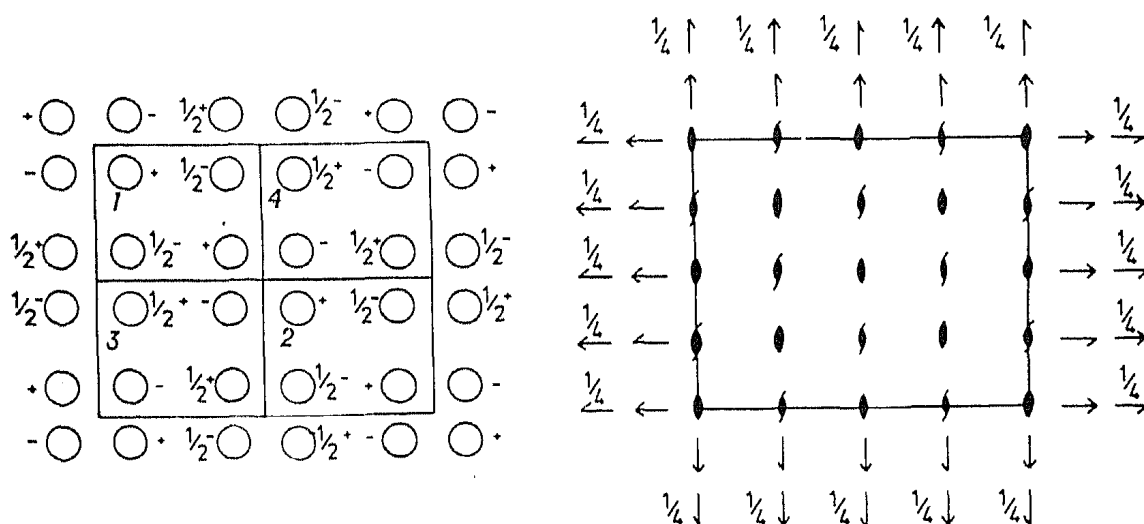 + - ½+ ½- + -
- + ½- ½+ - +
1 4
½+ ½- + - ½+ ½-
½- ½+ - + ½- ½+
3 2
+ - ½+ ½- + -
- + ½- ½+ - +
¼ ¼ ¼ ¼ ¼
¼ ¼
¼ ¼
¼ ¼
¼ ¼
¼ ¼
¼ ¼ ¼ ¼ ¼